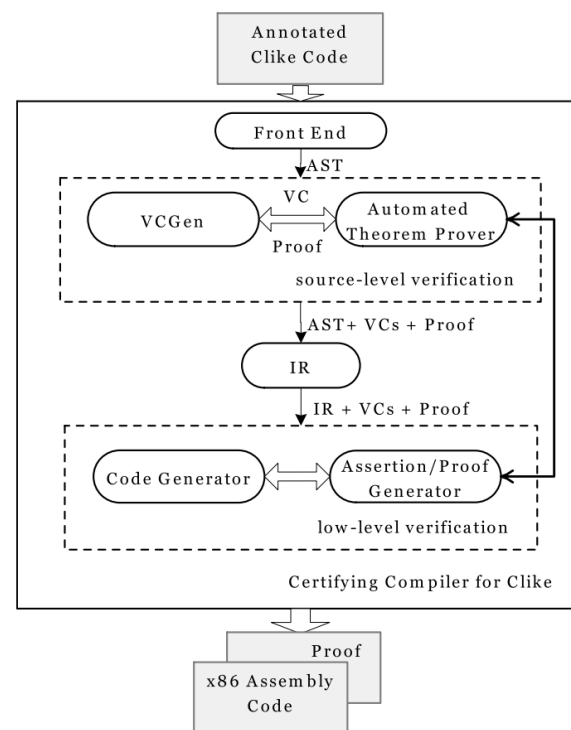 Annotated
Clike Code
Front End
AST
VC
VCGen
Automated
Theorem Prover
Proof
source-level verification
AST+ VCs + Proof
IR
IR + VCs + Proof
Code Generator
Assertion/Proof
Generator
low-level verification
Certifying Compiler for Clike
Proof
x86 Assembly
Code